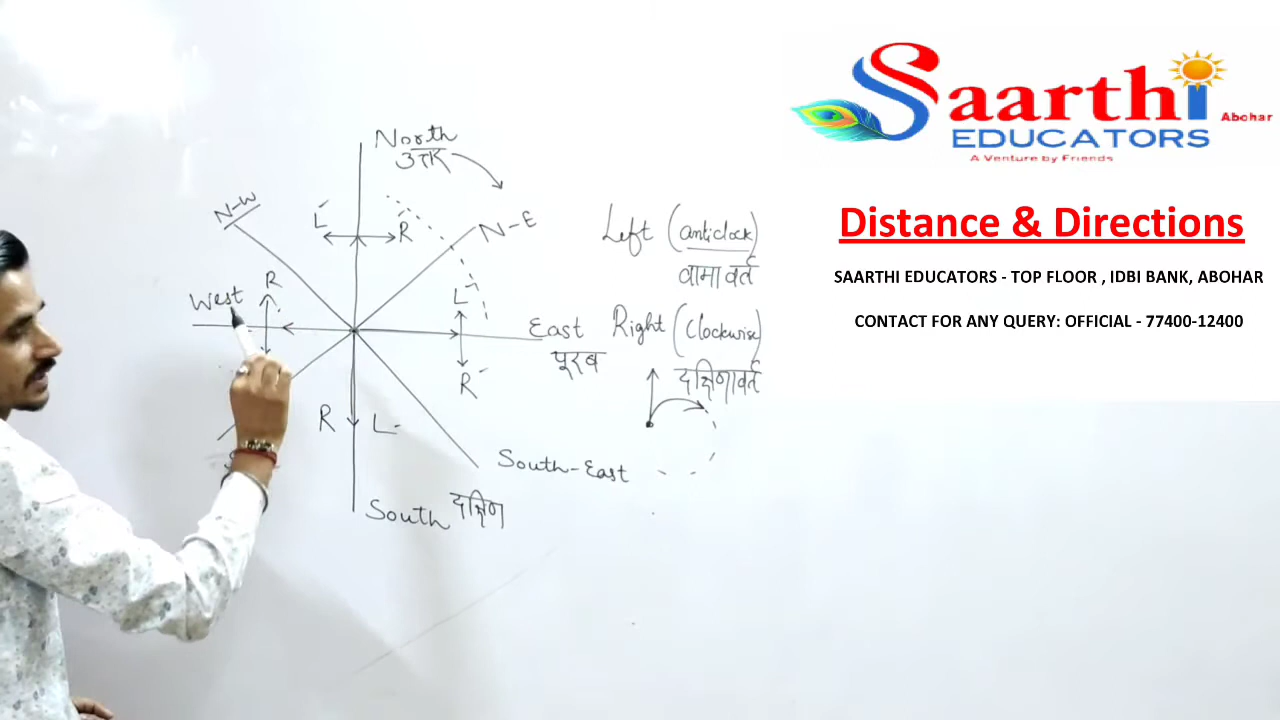 Saarthi
Abohar
EDUCATORS
A Venture by Friends
Distance & Directions
SAARTHI EDUCATORS - TOP FLOOR , IDBI BANK, ABOHAR
CONTACT FOR ANY QUERY: OFFICIAL - 77400-12400
North
उत्तर
N-W
L
R
N-E
Left (anticlock)
वामावर्त
West
R
L
East
पूरब
Right (Clockwise)
दक्षिणावर्त
R
R
L
South-East
South दक्षिण